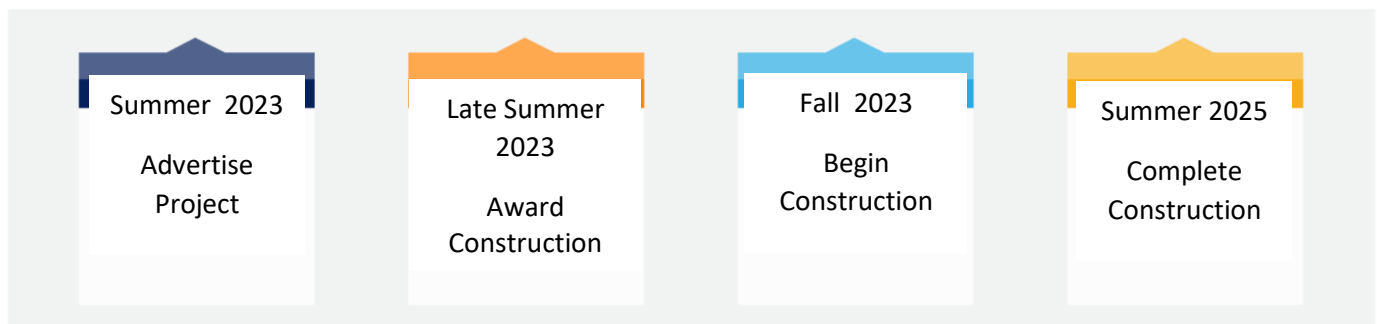 Summer 2023
Advertise
Project
Late Summer
2023
Award
Construction
Fall 2023
Begin
Construction
Summer 2025
Complete
Construction